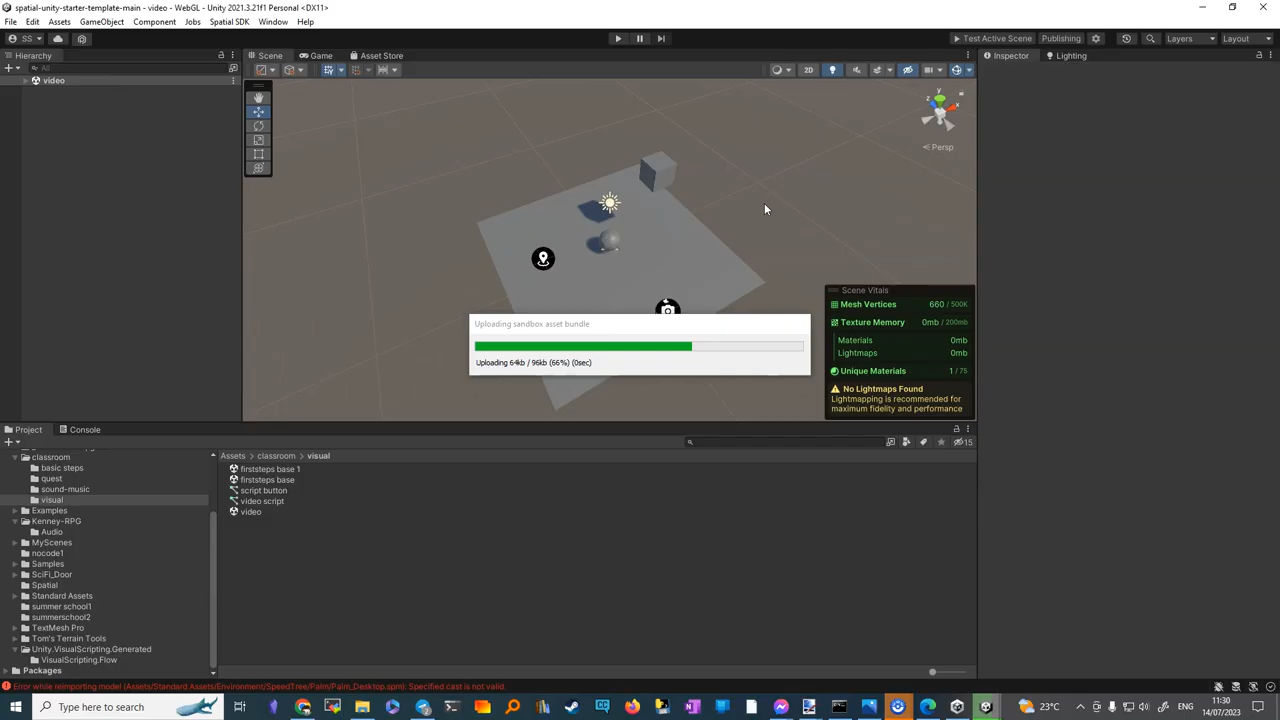 spatial-unity-starter-template-main - video - WebGL - Unity 2021.3.21f1 Personal <DX11>
File Edit Assets GameObject Component Jobs Spatial SDK Window Help
SS Test Active Scene Publishing Layers Layout
Hierarchy Scene Game Asset Store Inspector Lighting
All 2D
video
y
z x
Persp
Scene Vitals
Mesh Vertices 660 / 500K
Texture Memory 0mb / 200mb
Materials 0mb
Lightmaps 0mb
Unique Materials 1 / 75
No Lightmaps Found
Lightmapping is recommended for
maximum fidelity and performance
Uploading sandbox asset bundle
Uploading 64kb / 96kb (66%) (0sec)
Project Console
15
classroom
basic steps
quest
sound-music
visual
Examples
Kenney-RPG
Audio
MyScenes
nocode1
Samples
SciFi_Door
Spatial
Standard Assets
summer school1
summerschool2
TextMesh Pro
Tom's Terrain Tools
Unity.VisualScripting.Generated
VisualScripting.Flow
Packages
Assets classroom visual
firststeps base 1
firststeps base
script button
video script
video
Error while reimporting model (Assets/Standard Assets/Environment/SpeedTree/Palm/Palm_Desktop.spm): Specified cast is not valid.
Type here to search
23°C
11:30
14/07/2023